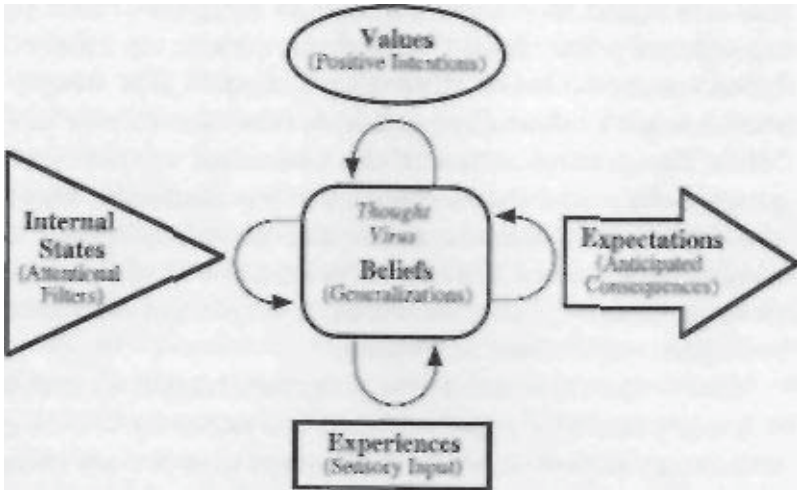 Values
(Positive Intentions)
Internal
States
(Attentional
Filters)
Thought
Virus
Beliefs
(Generalizations)
Expectations
(Anticipated
Consequences)
Experiences
(Sensory Input)